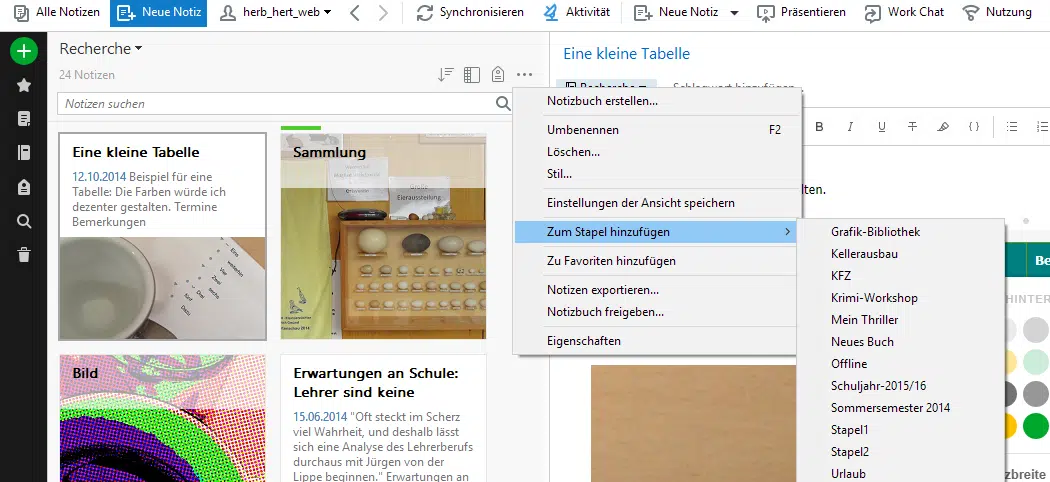 Alle Notizen
Neue Notiz
herb_hert_web
Synchronisieren
Aktivität
Neue Notiz
Präsentieren
Work Chat
Nutzung
Recherche
24 Notizen
Notizen suchen
Eine kleine Tabelle
12.10.2014 Beispiel für eine
Tabelle: Die Farben würde ich
dezenter gestalten. Termine
Bemerkungen
Sammlung
Große
Eierausstellung
Bild
Erwartungen an Schule:
Lehrer sind keine
15.06.2014 "Oft steckt im Scherz
viel Wahrheit, und deshalb lässt
sich eine Analyse des Lehrerberufs
durchaus mit Jürgen von der
Lippe beginnen." Erwartungen an
Eine kleine Tabelle
Recherche
Schlagwort hinzufügen
B I U T {}
lten.
Be
HINTER
zbreite
Notizbuch erstellen...
Umbenennen F2
Löschen...
Stil...
Einstellungen der Ansicht speichern
Zum Stapel hinzufügen
Zu Favoriten hinzufügen
Notizen exportieren...
Notizbuch freigeben...
Eigenschaften
Grafik-Bibliothek
Kellerausbau
KFZ
Krimi-Workshop
Mein Thriller
Neues Buch
Offline
Schuljahr-2015/16
Sommersemester 2014
Stapel1
Stapel2
Urlaub